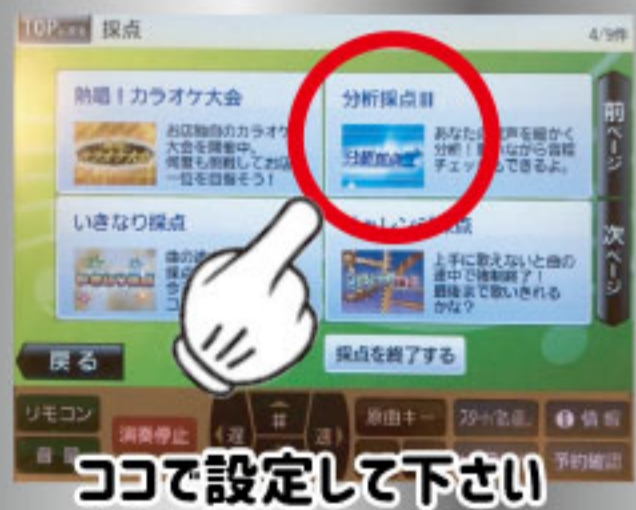 TOP
採点
4/9件
熱唱!カラオケ大会
お店独自のカラオケ
大会を開催中。
何度も挑戦してお店
一位を目指そう!
分析採点III
あなた
声を細かく
分析!
ながら音程
チェッ
もできるよ。
前ページ
いきなり採点
上手に歌えないと曲の
途中で強制終了!
最後まで歌いきれる
かな?
次ページ
戻る
採点を終了する
リモコン
演奏停止
遅
#
速
原曲キー
情報
予約確認
ココで設定して下さい